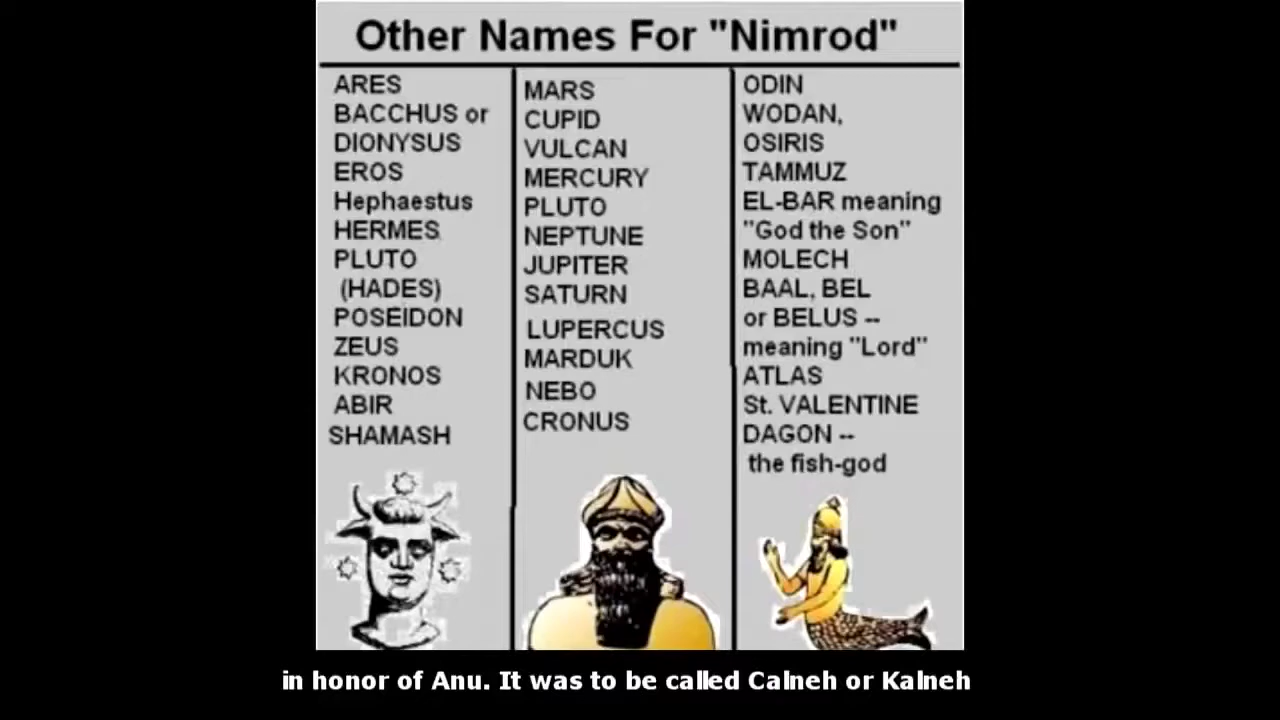 Other Names For "Nimrod"
ARES
BACCHUS or
DIONYSUS
EROS
Hephaestus
HERMES
PLUTO
(HADES)
POSEIDON
ZEUS
KRONOS
ABIR
SHAMASH
MARS
CUPID
VULCAN
MERCURY
PLUTO
NEPTUNE
JUPITER
SATURN
LUPERCUS
MARDUK
NEBO
CRONUS
ODIN
WODAN,
OSIRIS
TAMMUZ
EL-BAR meaning
"God the Son"
MOLECH
BAAL, BEL
or BELUS --
meaning "Lord"
ATLAS
St. VALENTINE
DAGON --
the fish-god
in honor of Anu. It was to be called Calneh or Kalneh